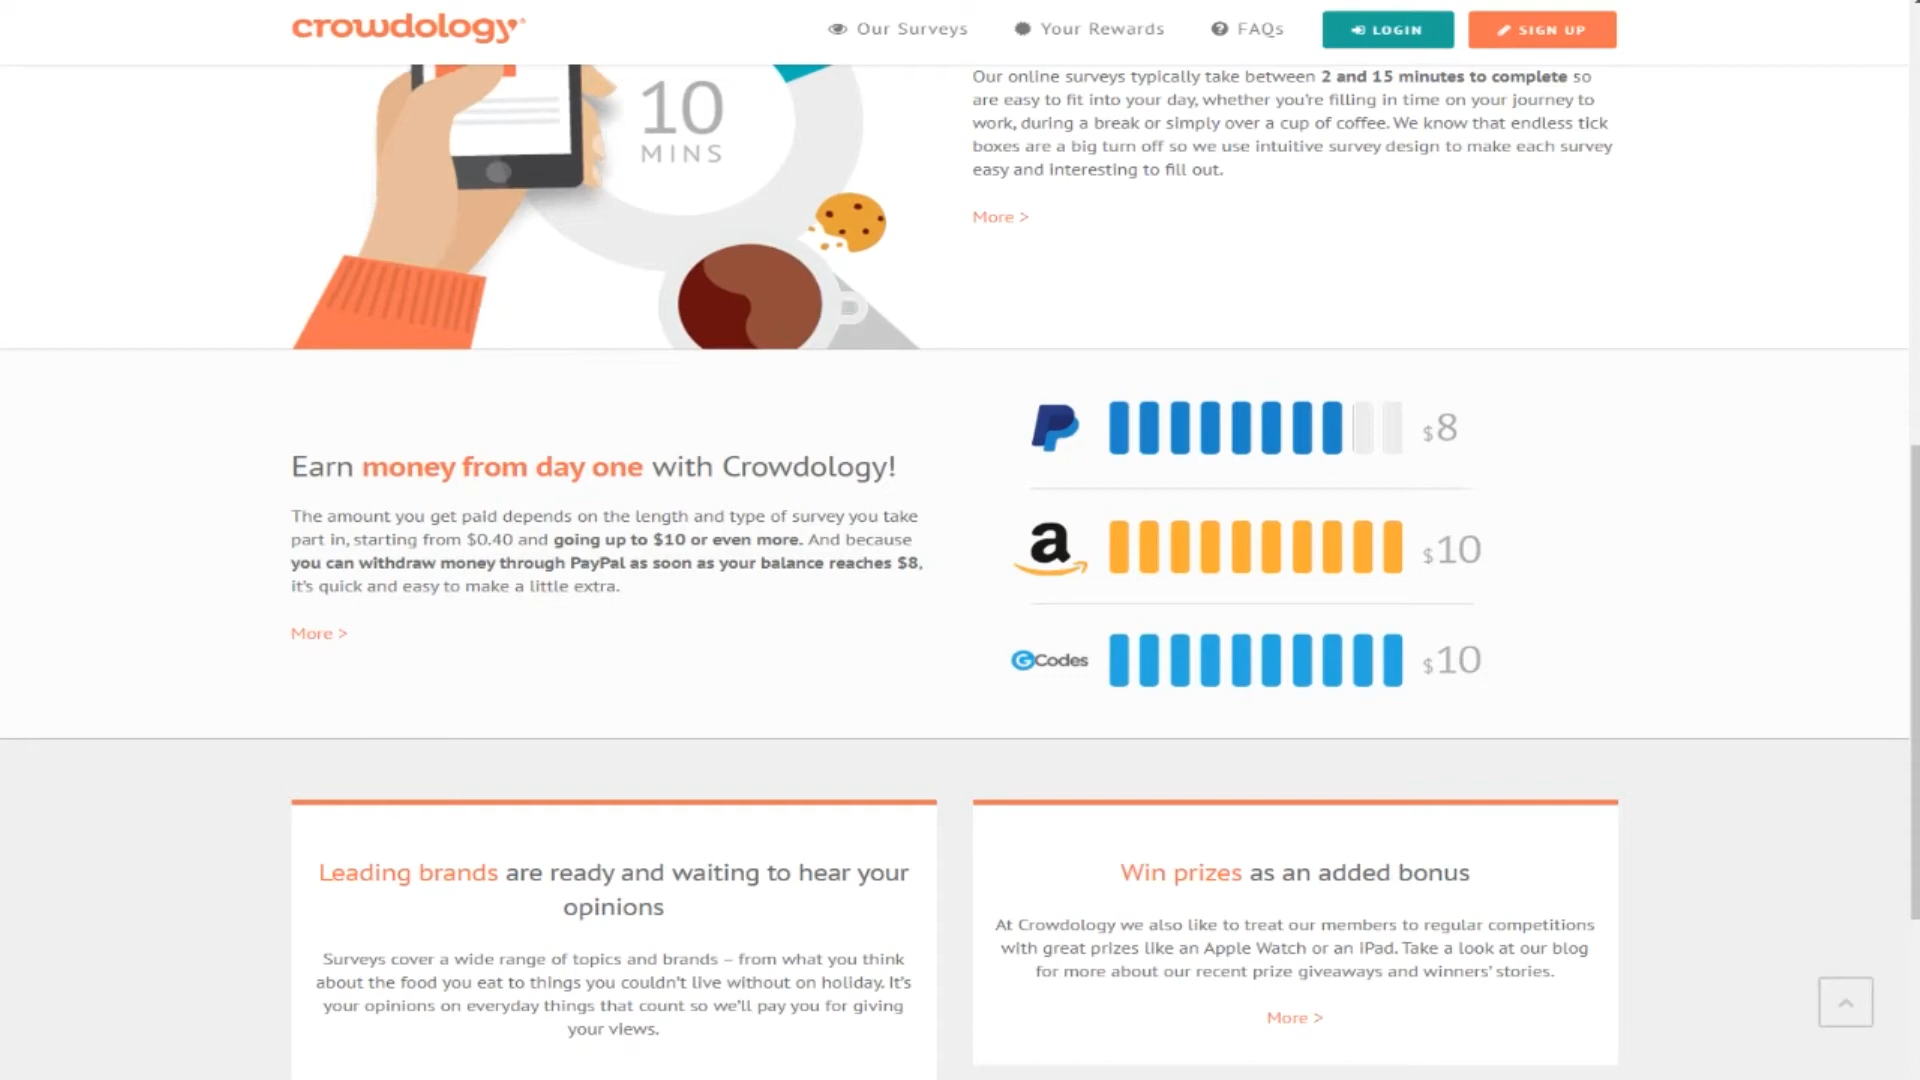 crowdology
Our Surveys
Your Rewards
FAQs
LOGIN
SIGN UP
10
MINS
Our online surveys typically take between 2 and 15 minutes to complete so
are easy to fit into your day, whether you're filling in time on your journey to
work, during a break or simply over a cup of coffee. We know that endless tick
boxes are a big turn off so we use intuitive survey design to make each survey
easy and interesting to fill out.
More >
Earn money from day one with Crowdology!
The amount you get paid depends on the length and type of survey you take
part in, starting from $0.40 and going up to $10 or even more. And because
you can withdraw money through PayPal as soon as your balance reaches $8,
it's quick and easy to make a little extra.
More >
$8
a
$10
GCodes
$10
Leading brands are ready and waiting to hear your
opinions
Surveys cover a wide range of topics and brands – from what you think
about the food you eat to things you couldn't live without on holiday. It's
your opinions on everyday things that count so we'll pay you for giving
your views.
Win prizes as an added bonus
At Crowdology we also like to treat our members to regular competitions
with great prizes like an Apple Watch or an iPad. Take a look at our blog
for more about our recent prize giveaways and winners' stories.
More >